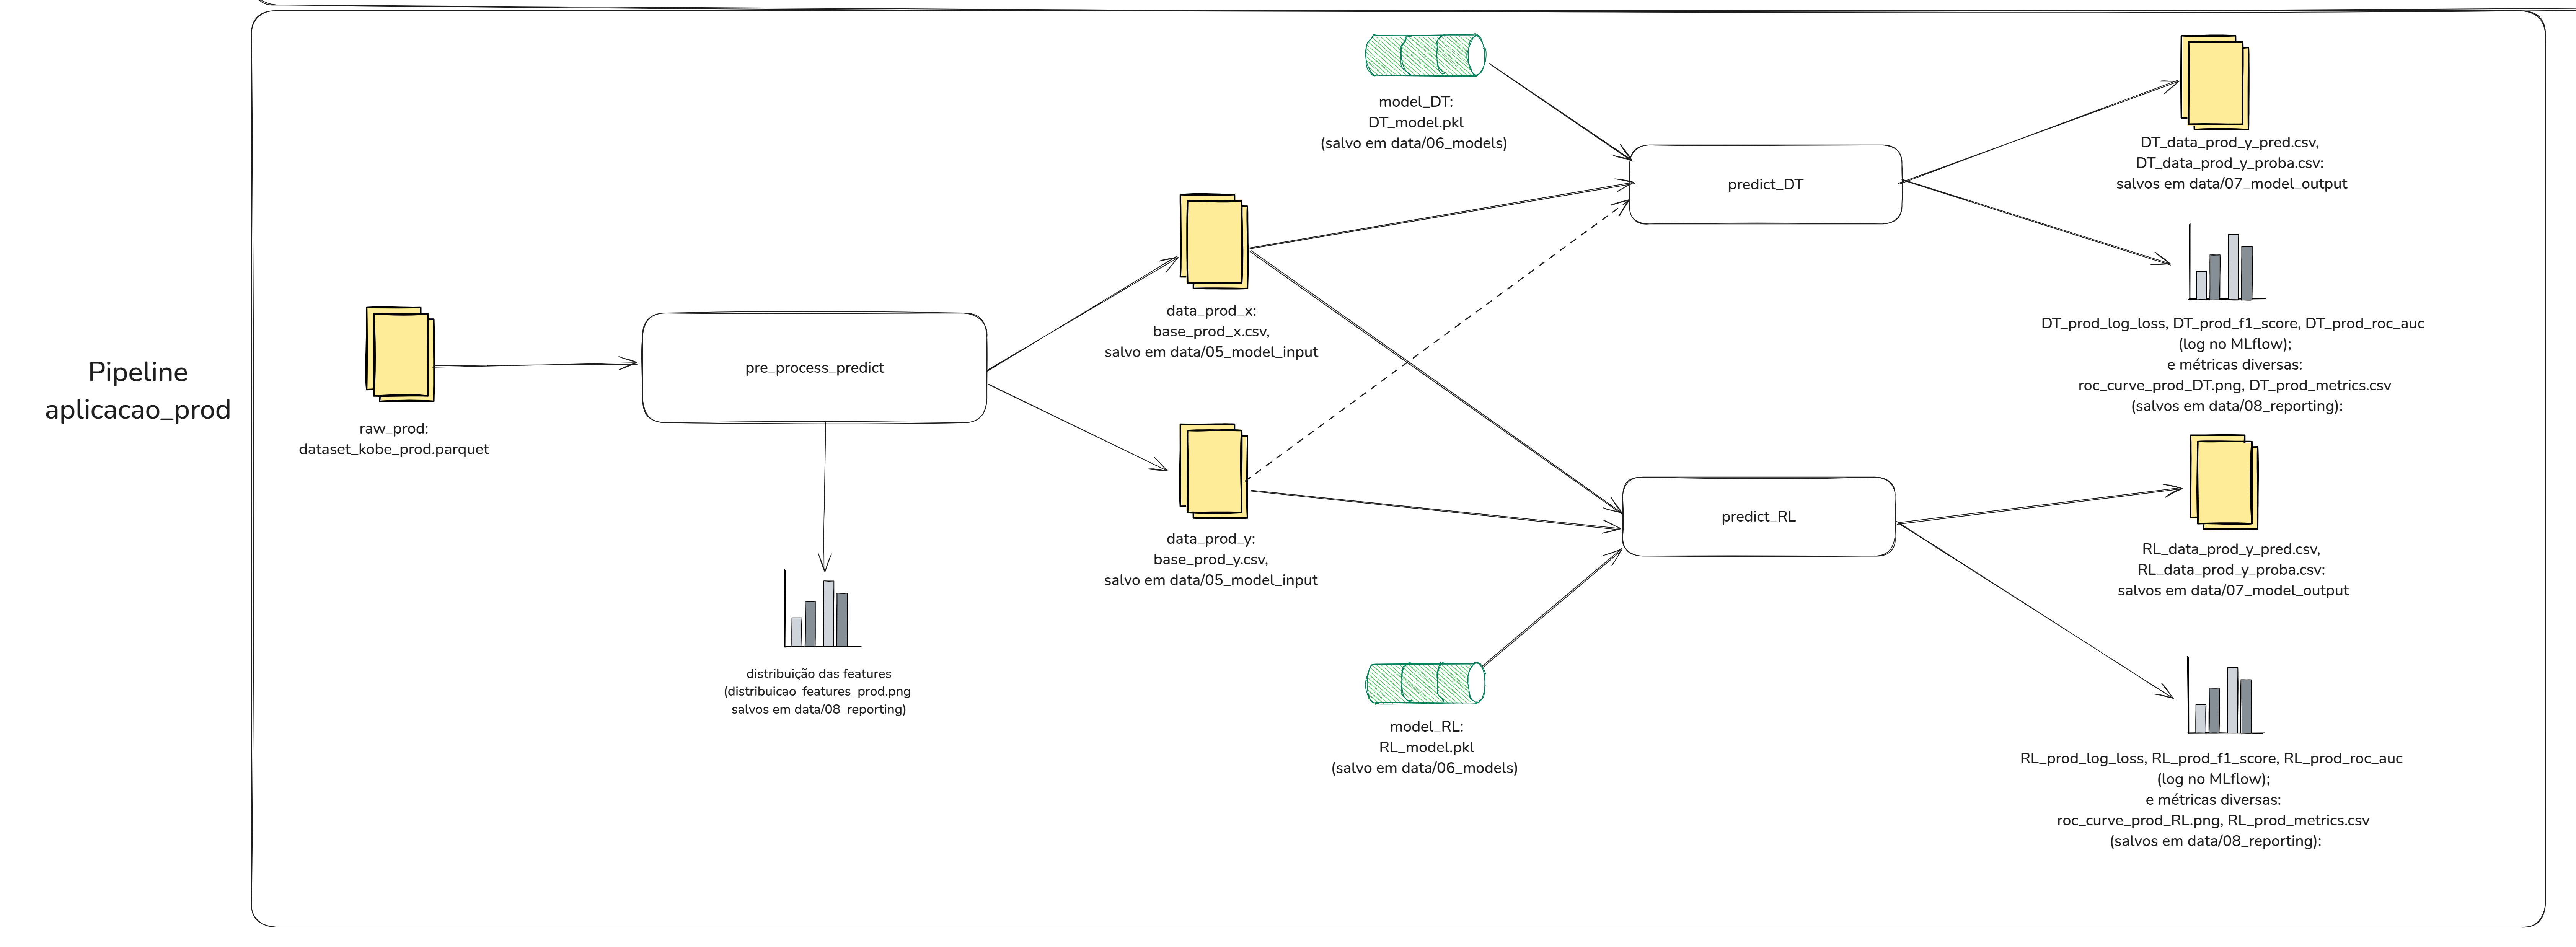 Pipeline
aplicacao_prod
raw_prod:
dataset_kobe_prod.parquet
pre_process_predict
distribuição das features
(distribuicao_features_prod.png
salvos em data/08_reporting)
data_prod_x:
base_prod_x.csv,
salvo em data/05_model_input
data_prod_y:
base_prod_y.csv,
salvo em data/05_model_input
model_DT:
DT_model.pkl
(salvo em data/06_models)
model_RL:
RL_model.pkl
(salvo em data/06_models)
predict_DT
predict_RL
DT_data_prod_y_pred.csv,
DT_data_prod_y_proba.csv:
salvos em data/07_model_output
DT_prod_log_loss, DT_prod_f1_score, DT_prod_roc_auc
(log no MLflow);
e métricas diversas:
roc_curve_prod_DT.png, DT_prod_metrics.csv
(salvos em data/08_reporting):
RL_data_prod_y_pred.csv,
RL_data_prod_y_proba.csv:
salvos em data/07_model_output
RL_prod_log_loss, RL_prod_f1_score, RL_prod_roc_auc
(log no MLflow);
e métricas diversas:
roc_curve_prod_RL.png, RL_prod_metrics.csv
(salvos em data/08_reporting):